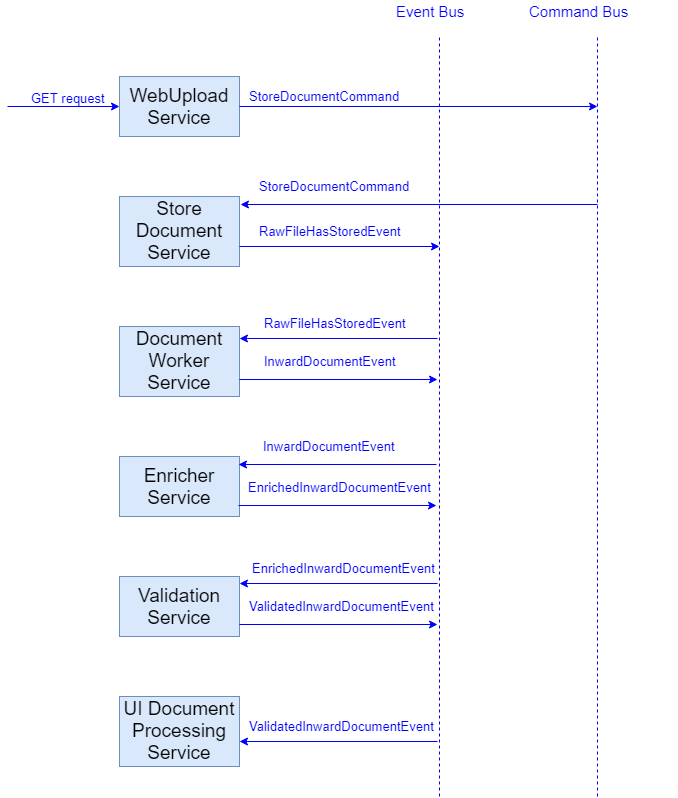 Event Bus
Command Bus
GET request
WebUpload
Service
StoreDocumentCommand
StoreDocumentCommand
Store
Document
Service
RawFileHasStoredEvent
RawFileHasStoredEvent
Document
Worker
Service
InwardDocumentEvent
InwardDocumentEvent
Enricher
Service
EnrichedInwardDocumentEvent
EnrichedInwardDocumentEvent
Validation
Service
ValidatedInwardDocumentEvent
UI Document
Processing
Service
ValidatedInwardDocumentEvent